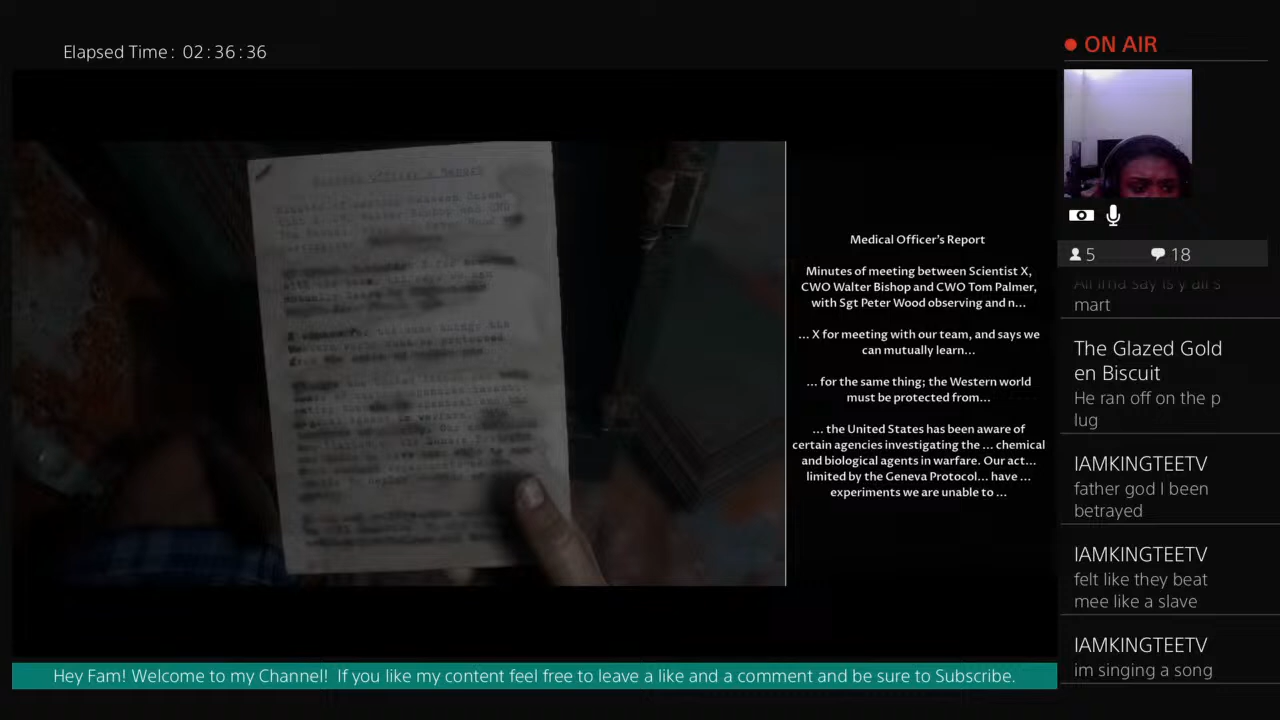 Elapsed Time: 02:36:36
ON AIR
5 18
All ima say is y'all s
mart
The Glazed Gold
en Biscuit
He ran off on the p
lug
IAMKINGTEETV
father god I been
betrayed
IAMKINGTEETV
felt like they beat
mee like a slave
IAMKINGTEETV
im singing a song
Medical Officer's Report
Minutes of meeting between Scientist X,
CWO Walter Bishop and CWO Tom Palmer,
with Sgt Peter Wood observing and n...
... X for meeting with our team, and says we
can mutually learn...
... for the same thing; the Western world
must be protected from...
... the United States has been aware of
certain agencies investigating the ... chemical
and biological agents in warfare. Our act...
limited by the Geneva Protocol... have ...
experiments we are unable to ...
Hey Fam! Welcome to my Channel! If you like my content feel free to leave a like and a comment and be sure to Subscribe.